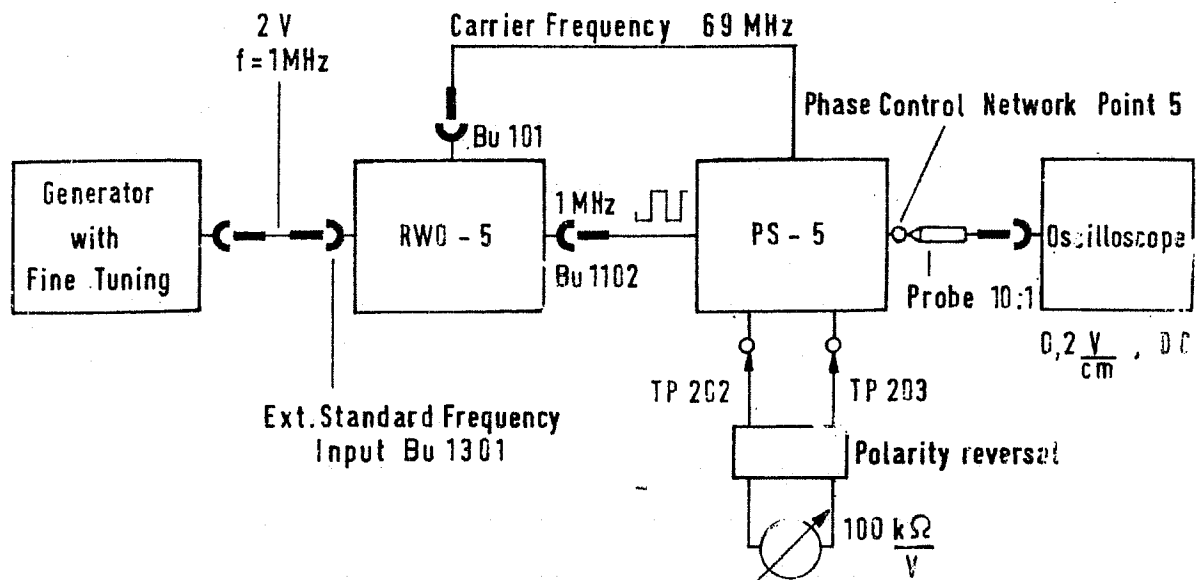 2 V
f = 1 MHz
Carrier Frequency 69 MHz
Phase Control Network Point 5
Bu 101
Generator
with
Fine Tuning
RWO - 5
1 MHz
Bu 1102
PS - 5
Oscilloscope
Probe 10:1
0,2 V/cm , DC
TP 202
TP 203
Ext. Standard Frequency
Input Bu 1301
Polarity reversal
100 kΩ/V